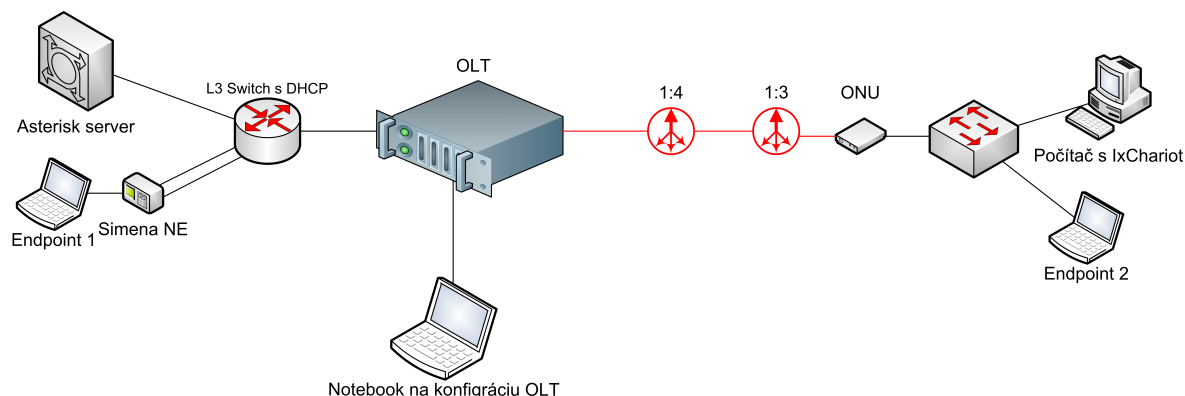 OLT
1:4
1:3
ONU
L3 Switch s DHCP
Asterisk server
Počítač s IxChariot
Simena NE
Endpoint 1
Endpoint 2
Notebook na konfigráciu OLT